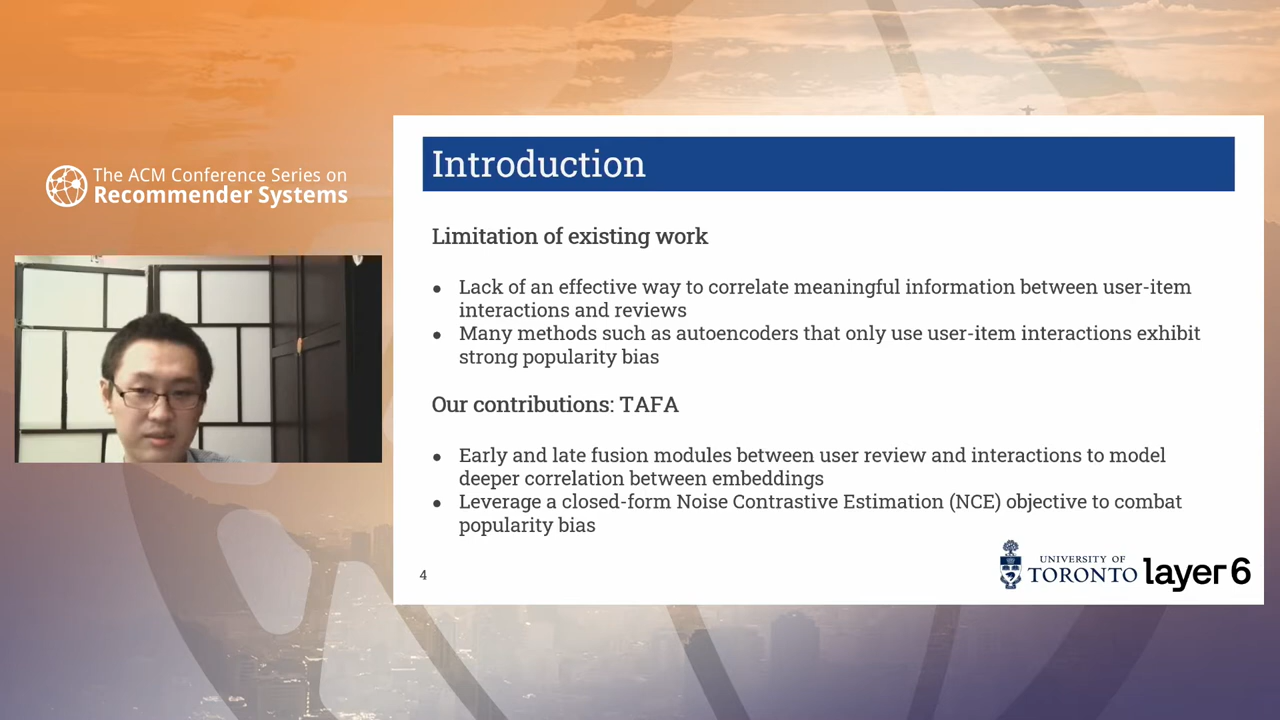 The ACM Conference Series on
Recommender Systems
Introduction
Limitation of existing work
● Lack of an effective way to correlate meaningful information between user-item
interactions and reviews
● Many methods such as autoencoders that only use user-item interactions exhibit
strong popularity bias
Our contributions: TAFA
● Early and late fusion modules between user review and interactions to model
deeper correlation between embeddings
● Leverage a closed-form Noise Contrastive Estimation (NCE) objective to combat
popularity bias
4
UNIVERSITY OF
TORONTO
layer 6